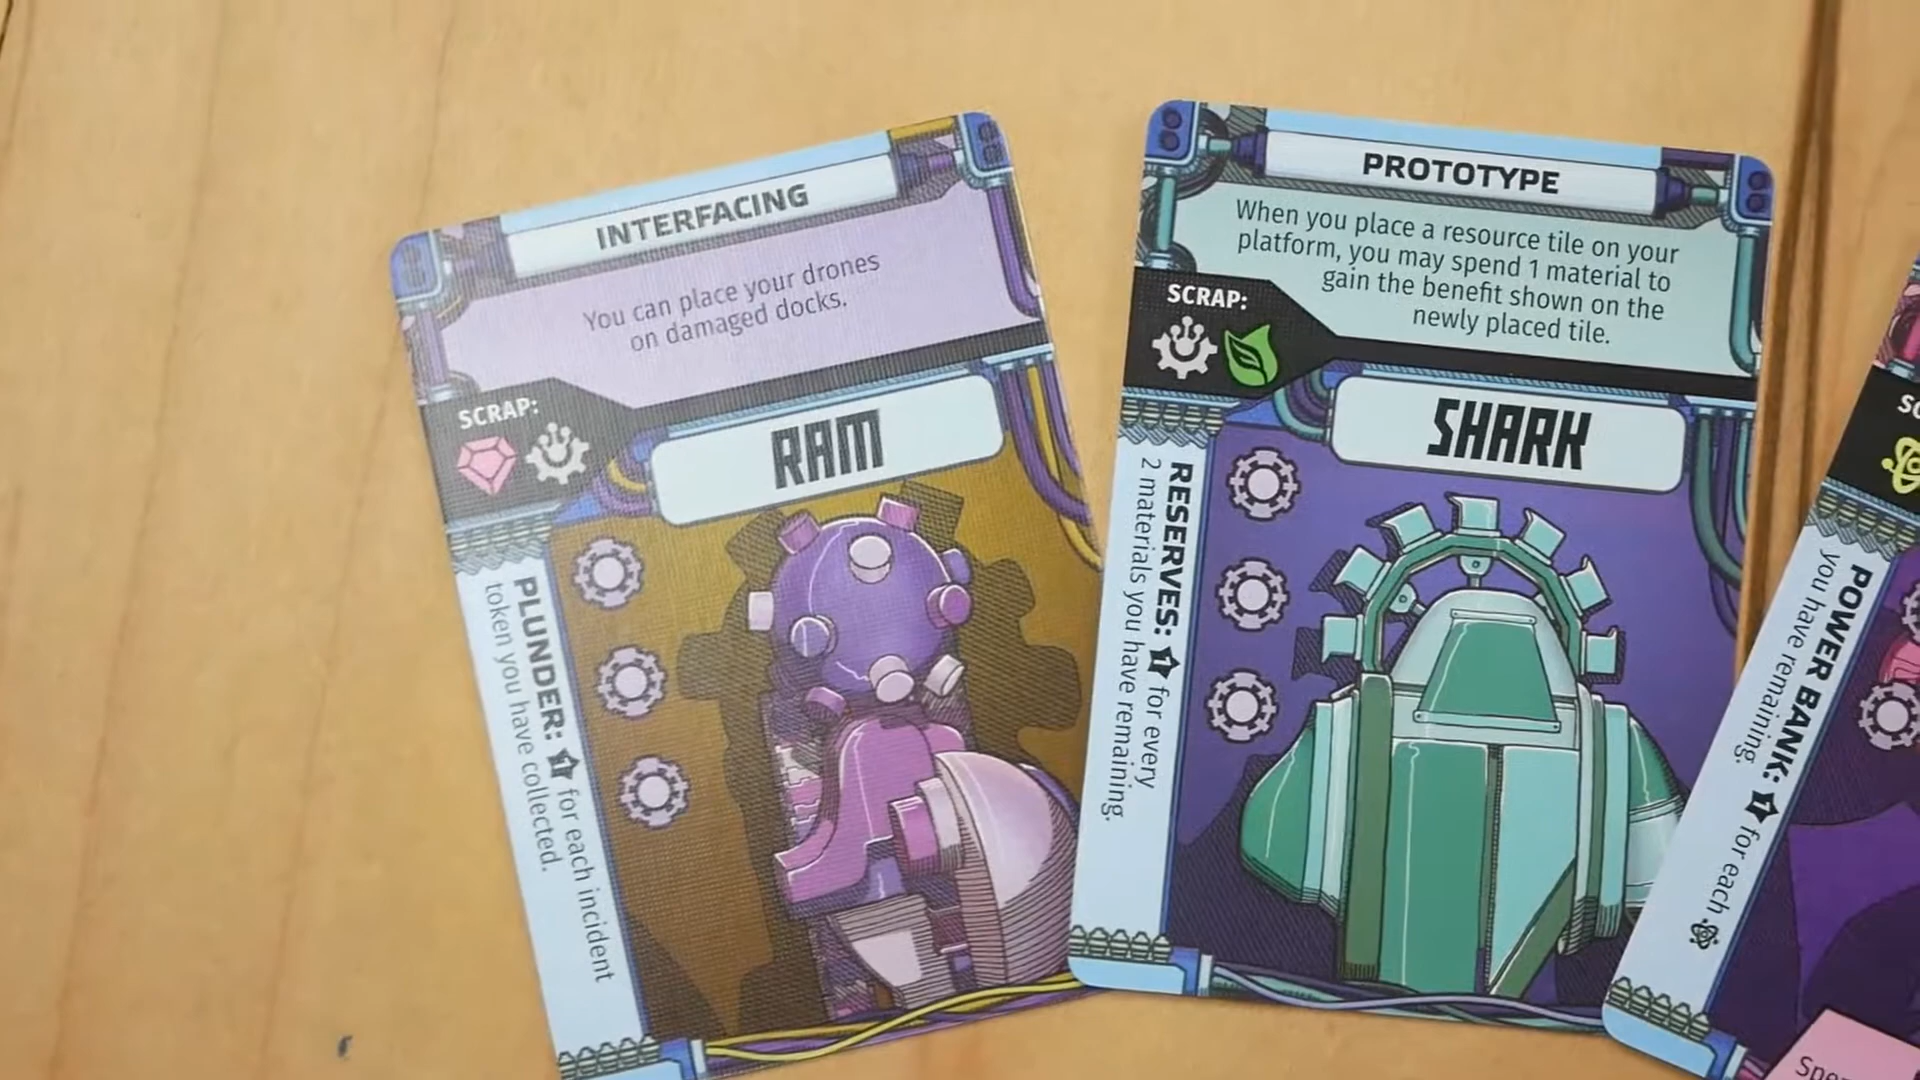 INTERFACING
You can place your drones
on damaged docks.
SCRAP:
RAM
PLUNDER: 1 for each incident
token you have collected.
PROTOTYPE
When you place a resource tile on your
platform, you may spend 1 material to
gain the benefit shown on the
newly placed tile.
SCRAP:
SHARK
RESERVES: 1 for every
2 materials you have remaining.
POWER BANK: 1 for each
you have remaining.